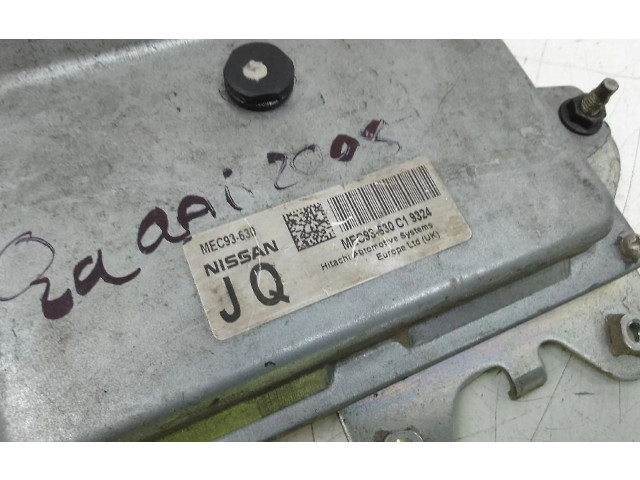 QaQAi 2008
MEC93-630
NISSAN
JQ
MEC93-630 C1 9324
Hitachi Automotive Systems
Europe Ltd (UK)